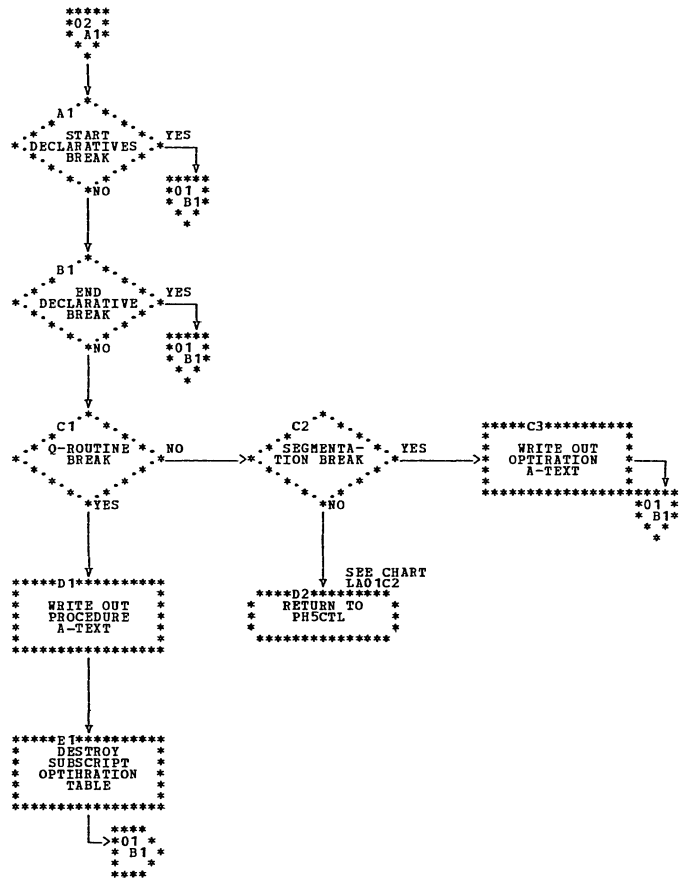 02
A1
A1
START
DECLARATIVES
BREAK
YES
01
B1
NO
B1
END
DECLARATIVE
BREAK
YES
01
B1
NO
C1
Q-ROUTINE
BREAK
NO
C2
SEGMENTA-
TION BREAK
YES
C3
WRITE OUT
OPTIRATION
A-TEXT
01
B1
YES
NO
SEE CHART
LA01C2
D1
WRITE OUT
PROCEDURE
A-TEXT
D2
RETURN TO
PH5CTL
E1
DESTROY
SUBSCRIPT
OPTIHRATION
TABLE
01
B1